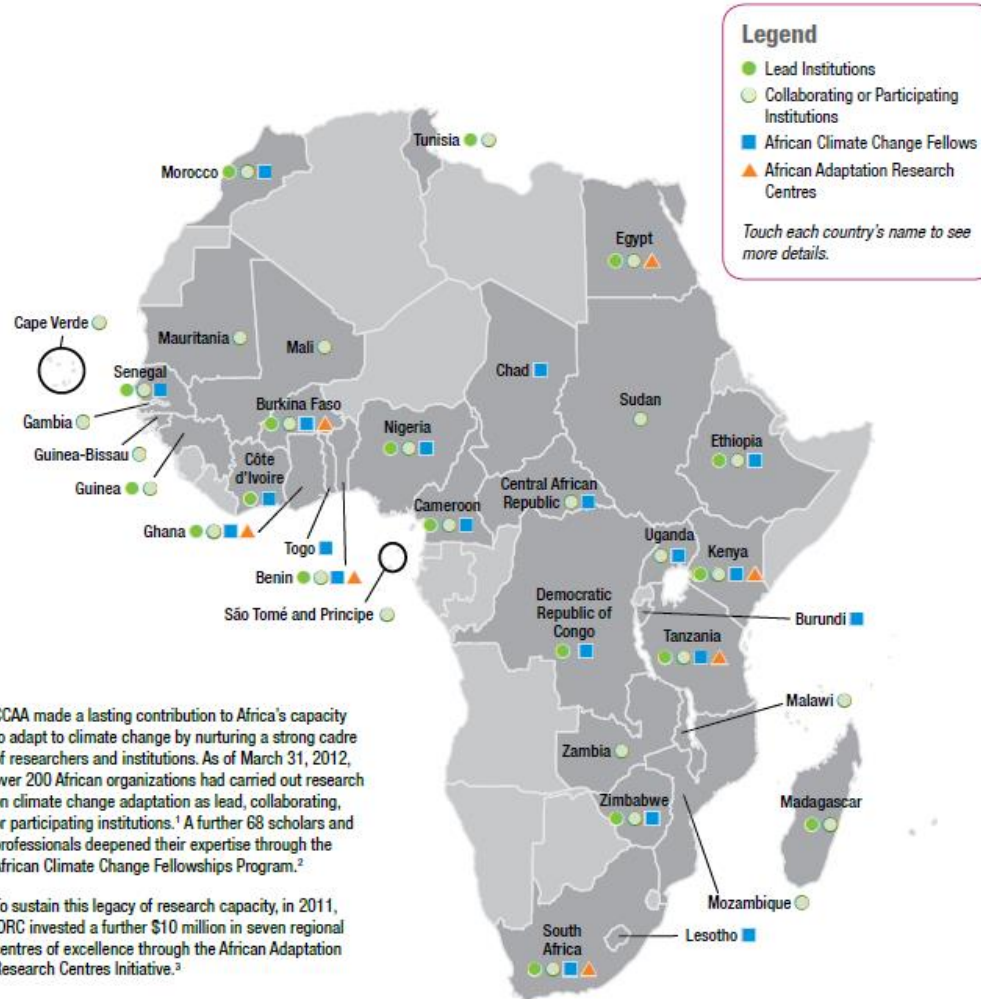 Legend
Lead Institutions
Collaborating or Participating
Institutions
African Climate Change Fellows
African Adaptation Research
Centres
Touch each country's name to see
more details.
Tunisia
Morocco
Egypt
Cape Verde
Mauritania
Mali
Senegal
Chad
Sudan
Gambia
Burkina Faso
Nigeria
Ethiopia
Guinea-Bissau
Guinea
Côte
d'Ivoire
Central African
Republic
Cameroon
Ghana
Togo
Uganda
Kenya
Benin
São Tomé and Principe
Democratic
Republic of
Congo
Burundi
Tanzania
Malawi
Zambia
Zimbabwe
Madagascar
Mozambique
Lesotho
South
Africa
CCAA made a lasting contribution to Africa's capacity
to adapt to climate change by nurturing a strong cadre
of researchers and institutions. As of March 31, 2012,
over 200 African organizations had carried out research
on climate change adaptation as lead, collaborating,
or participating institutions.¹ A further 68 scholars and
professionals deepened their expertise through the
African Climate Change Fellowships Program.²
To sustain this legacy of research capacity, in 2011,
IDRC invested a further $10 million in seven regional
centres of excellence through the African Adaptation
Research Centres Initiative.³